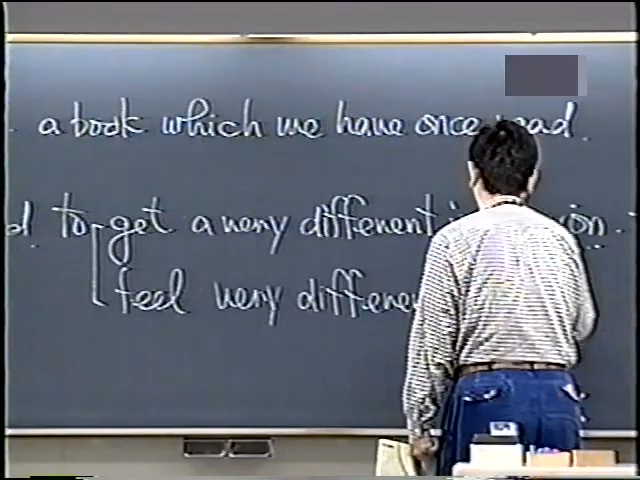 a book which we have once read.
to get a very different
feel very differen